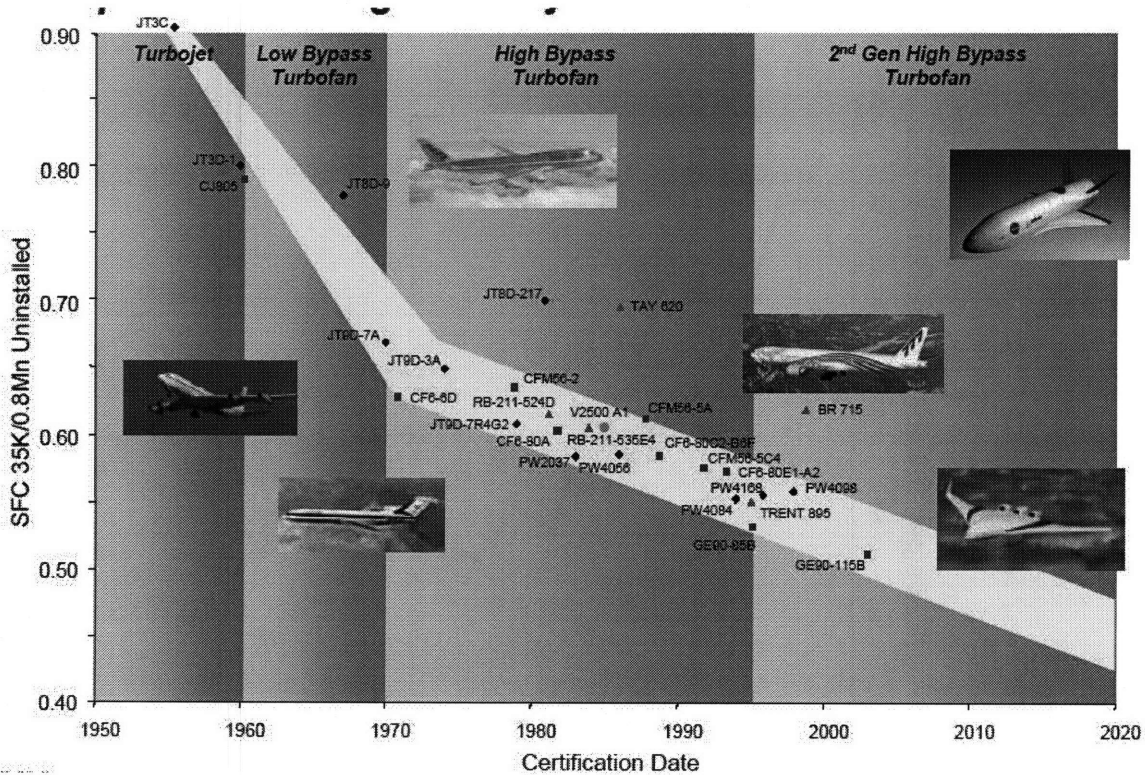 JT3C
0.90
Turbojet
Low Bypass
Turbofan
High Bypass
Turbofan
2nd Gen High Bypass
Turbofan
0.80
JT3D-1
CJ805
JT8D-9
0.70
JT8D-217
TAY 620
JT9D-7A
JT9D-3A
CFM56-2
CF6-6D
RB-211-524D
V2500 A1
CFM56-5A
BR 715
JT9D-7R4G2
0.60
CF6-80A
RB-211-535E4
CF6-80C2-B6F
PW2037
PW4056
CFM56-5C4
CF6-80E1-A2
PW4168
PW4098
PW4084
TRENT 895
GE90-85B
GE90-115B
0.50
0.40
SFC 35K/0.8Mn Uninstalled
1950
1960
1970
1980
1990
2000
2010
2020
Certification Date